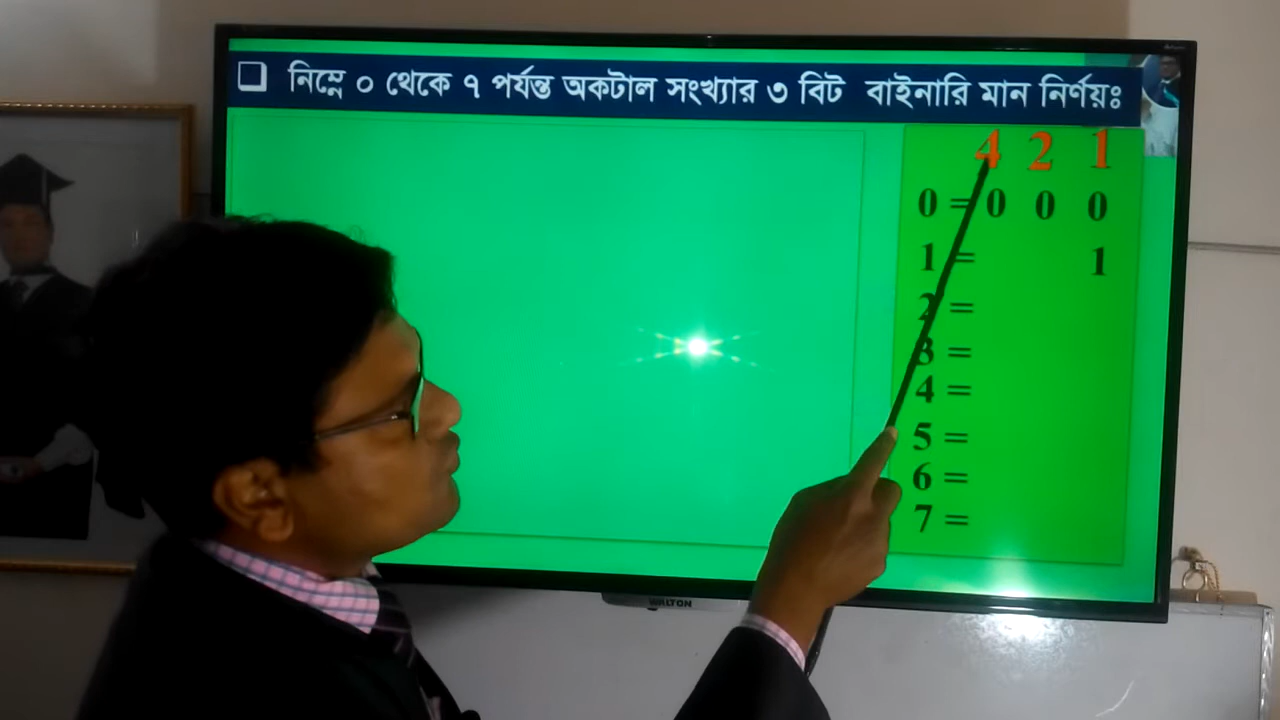 নিম্নে ০ থেকে ৭ পর্যন্ত অকটাল সংখ্যার ৩ বিট বাইনারি মান নির্ণয়ঃ
4 2 1
0 = 0 0 0
1 = 1
2 =
3 =
4 =
5 =
6 =
7 =
WALTON